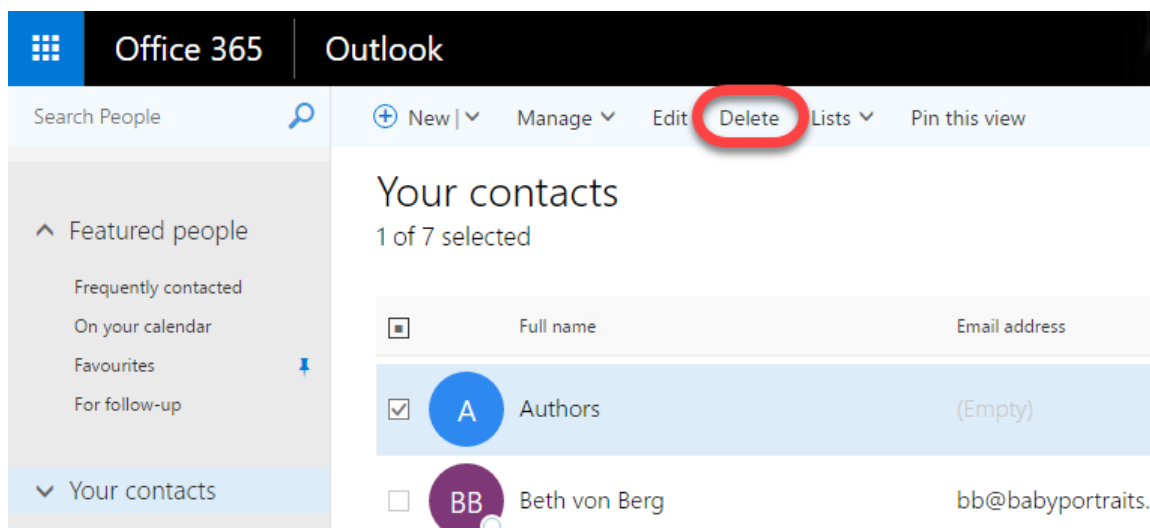 Office 365 Outlook
Search People
New | Manage Edit Delete Lists Pin this view
Featured people
Frequently contacted
On your calendar
Favourites
For follow-up
Your contacts
Your contacts
1 of 7 selected
Full name Email address
A Authors (Empty)
BB Beth von Berg bb@babyportraits.